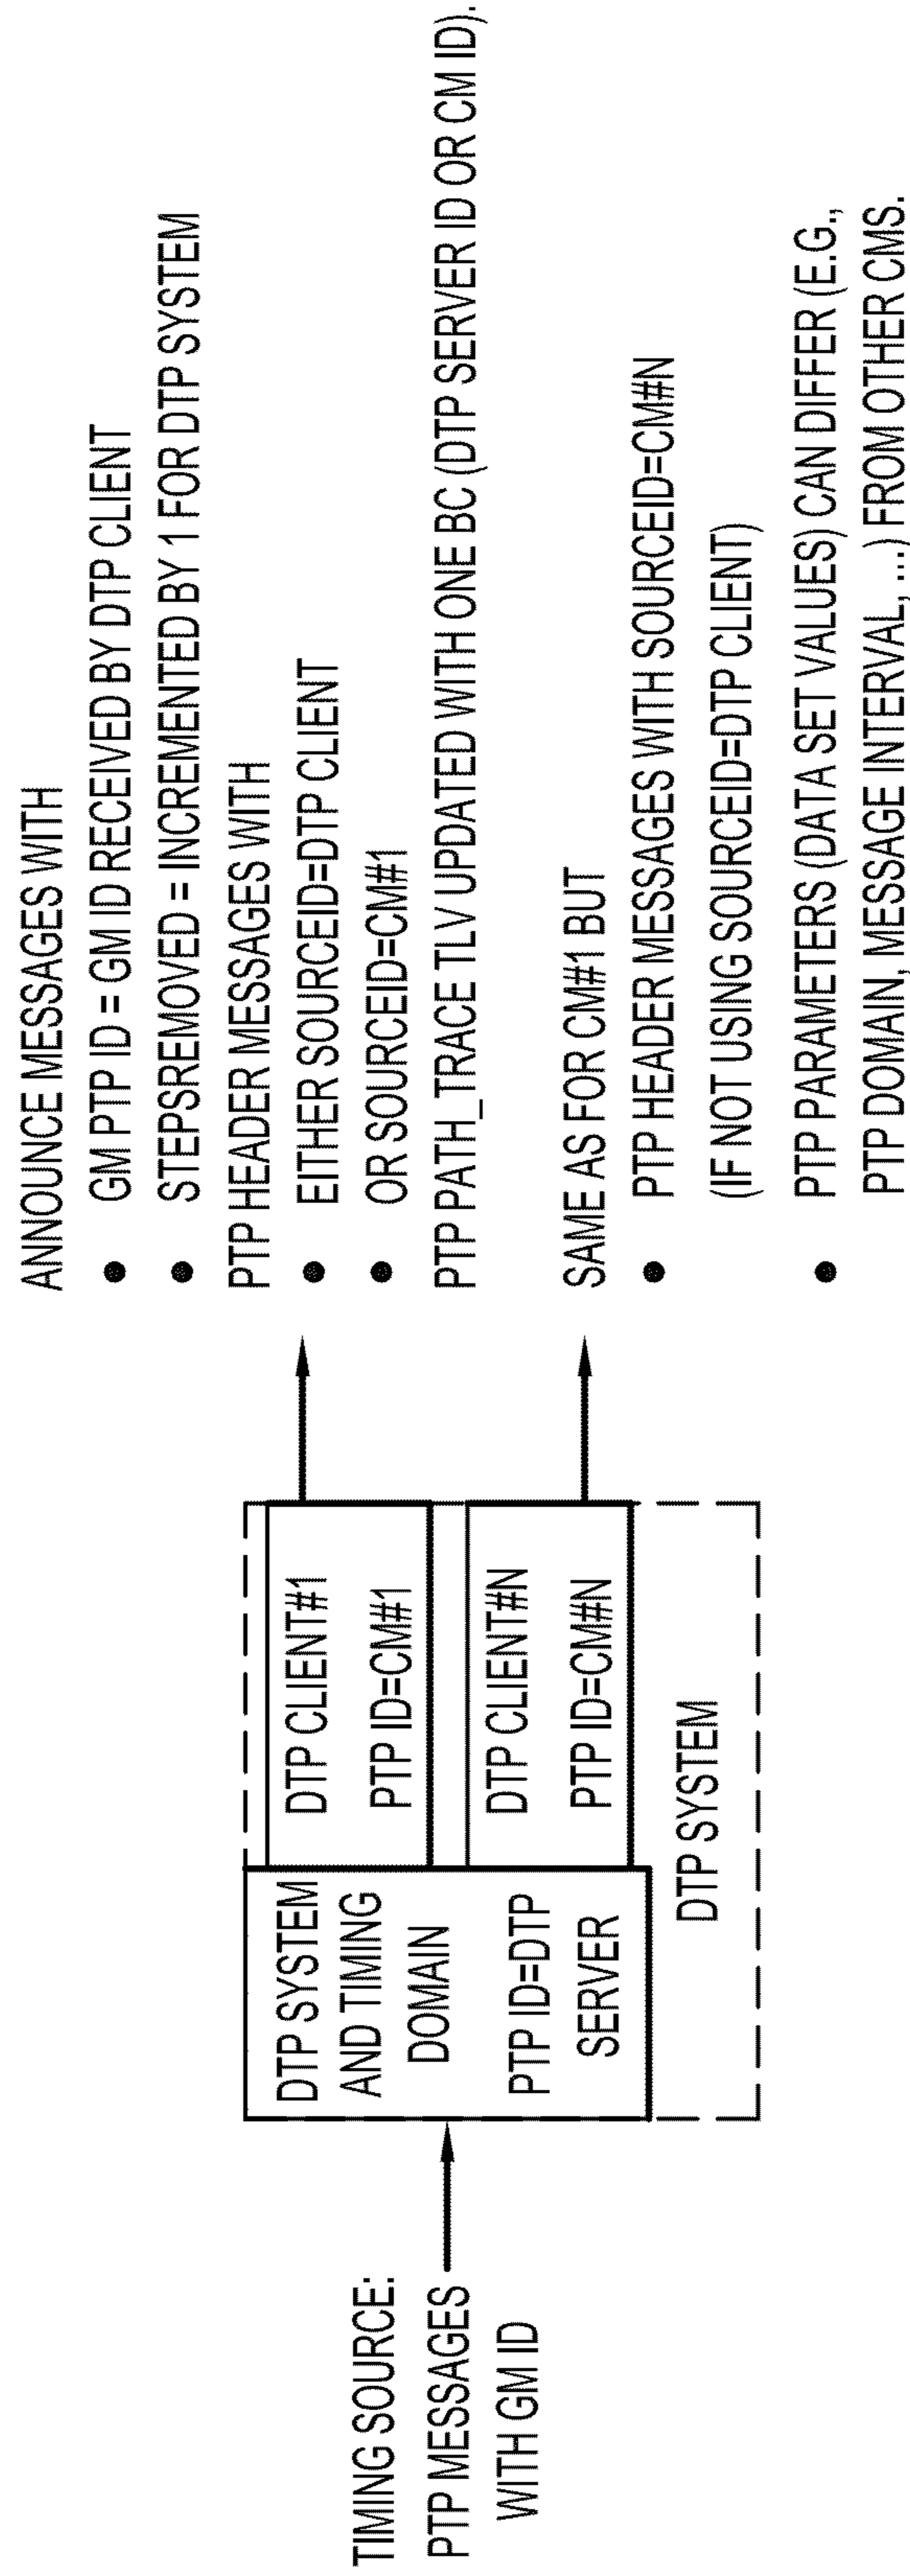 TIMING SOURCE:
PTP MESSAGES
WITH GM ID
DTP SYSTEM
AND TIMING
DOMAIN
PTP ID=DTP
SERVER
DTP CLIENT#1
PTP ID=CM#1
DTP CLIENT#N
PTP ID=CM#N
DTP SYSTEM
ANNOUNCE MESSAGES WITH
● GM PTP ID = GM ID RECEIVED BY DTP CLIENT
● STEPSREMOVED = INCREMENTED BY 1 FOR DTP SYSTEM
PTP HEADER MESSAGES WITH
● EITHER SOURCEID=DTP CLIENT
● OR SOURCEID=CM#1
PTP PATH_TRACE TLV UPDATED WITH ONE BC (DTP SERVER ID OR CM ID).
SAME AS FOR CM#1 BUT
● PTP HEADER MESSAGES WITH SOURCEID=CM#N
(IF NOT USING SOURCEID=DTP CLIENT)
● PTP PARAMETERS (DATA SET VALUES) CAN DIFFER (E.G.,
PTP DOMAIN, MESSAGE INTERVAL, ...) FROM OTHER CMS.